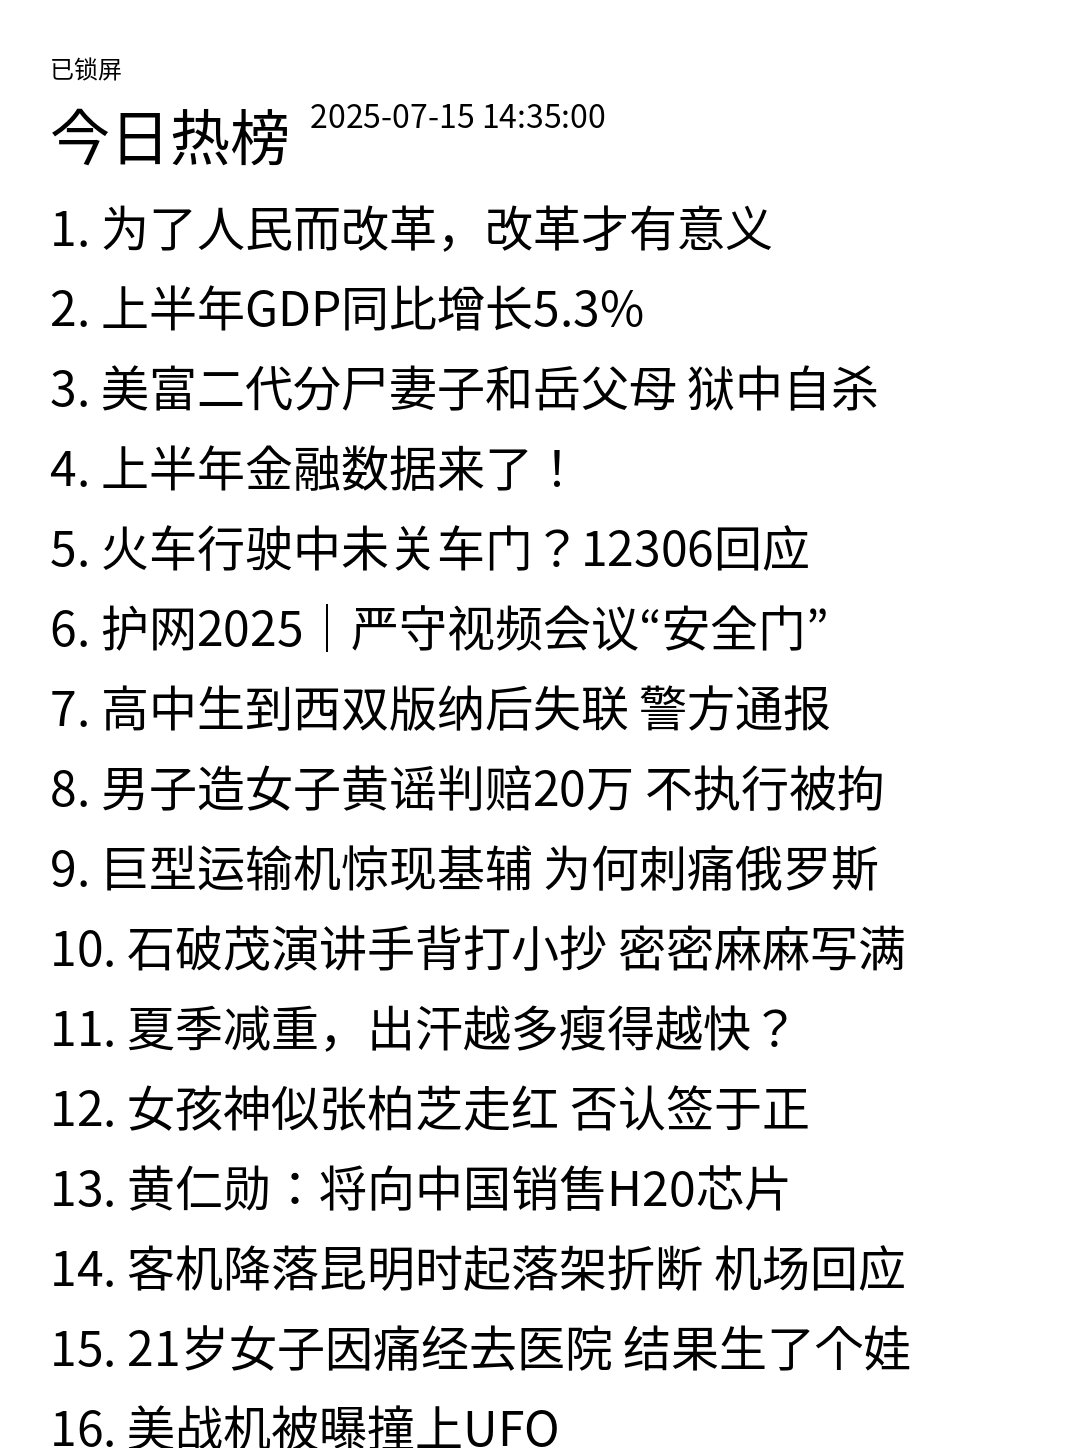 已锁屏
今日热榜 2025-07-15 14:35:00
1. 为了人民而改革，改革才有意义
2. 上半年GDP同比增长5.3%
3. 美富二代分尸妻子和岳父母 狱中自杀
4. 上半年金融数据来了！
5. 火车行驶中未关车门？12306回应
6. 护网2025｜严守视频会议“安全门”
7. 高中生到西双版纳后失联 警方通报
8. 男子造女子黄谣判赔20万 不执行被拘
9. 巨型运输机惊现基辅 为何刺痛俄罗斯
10. 石破茂演讲手背打小抄 密密麻麻写满
11. 夏季减重，出汗越多瘦得越快？
12. 女孩神似张柏芝走红 否认签于正
13. 黄仁勋：将向中国销售H20芯片
14. 客机降落昆明时起落架折断 机场回应
15. 21岁女子因痛经去医院 结果生了个娃
16. 美战机被曝撞上UFO